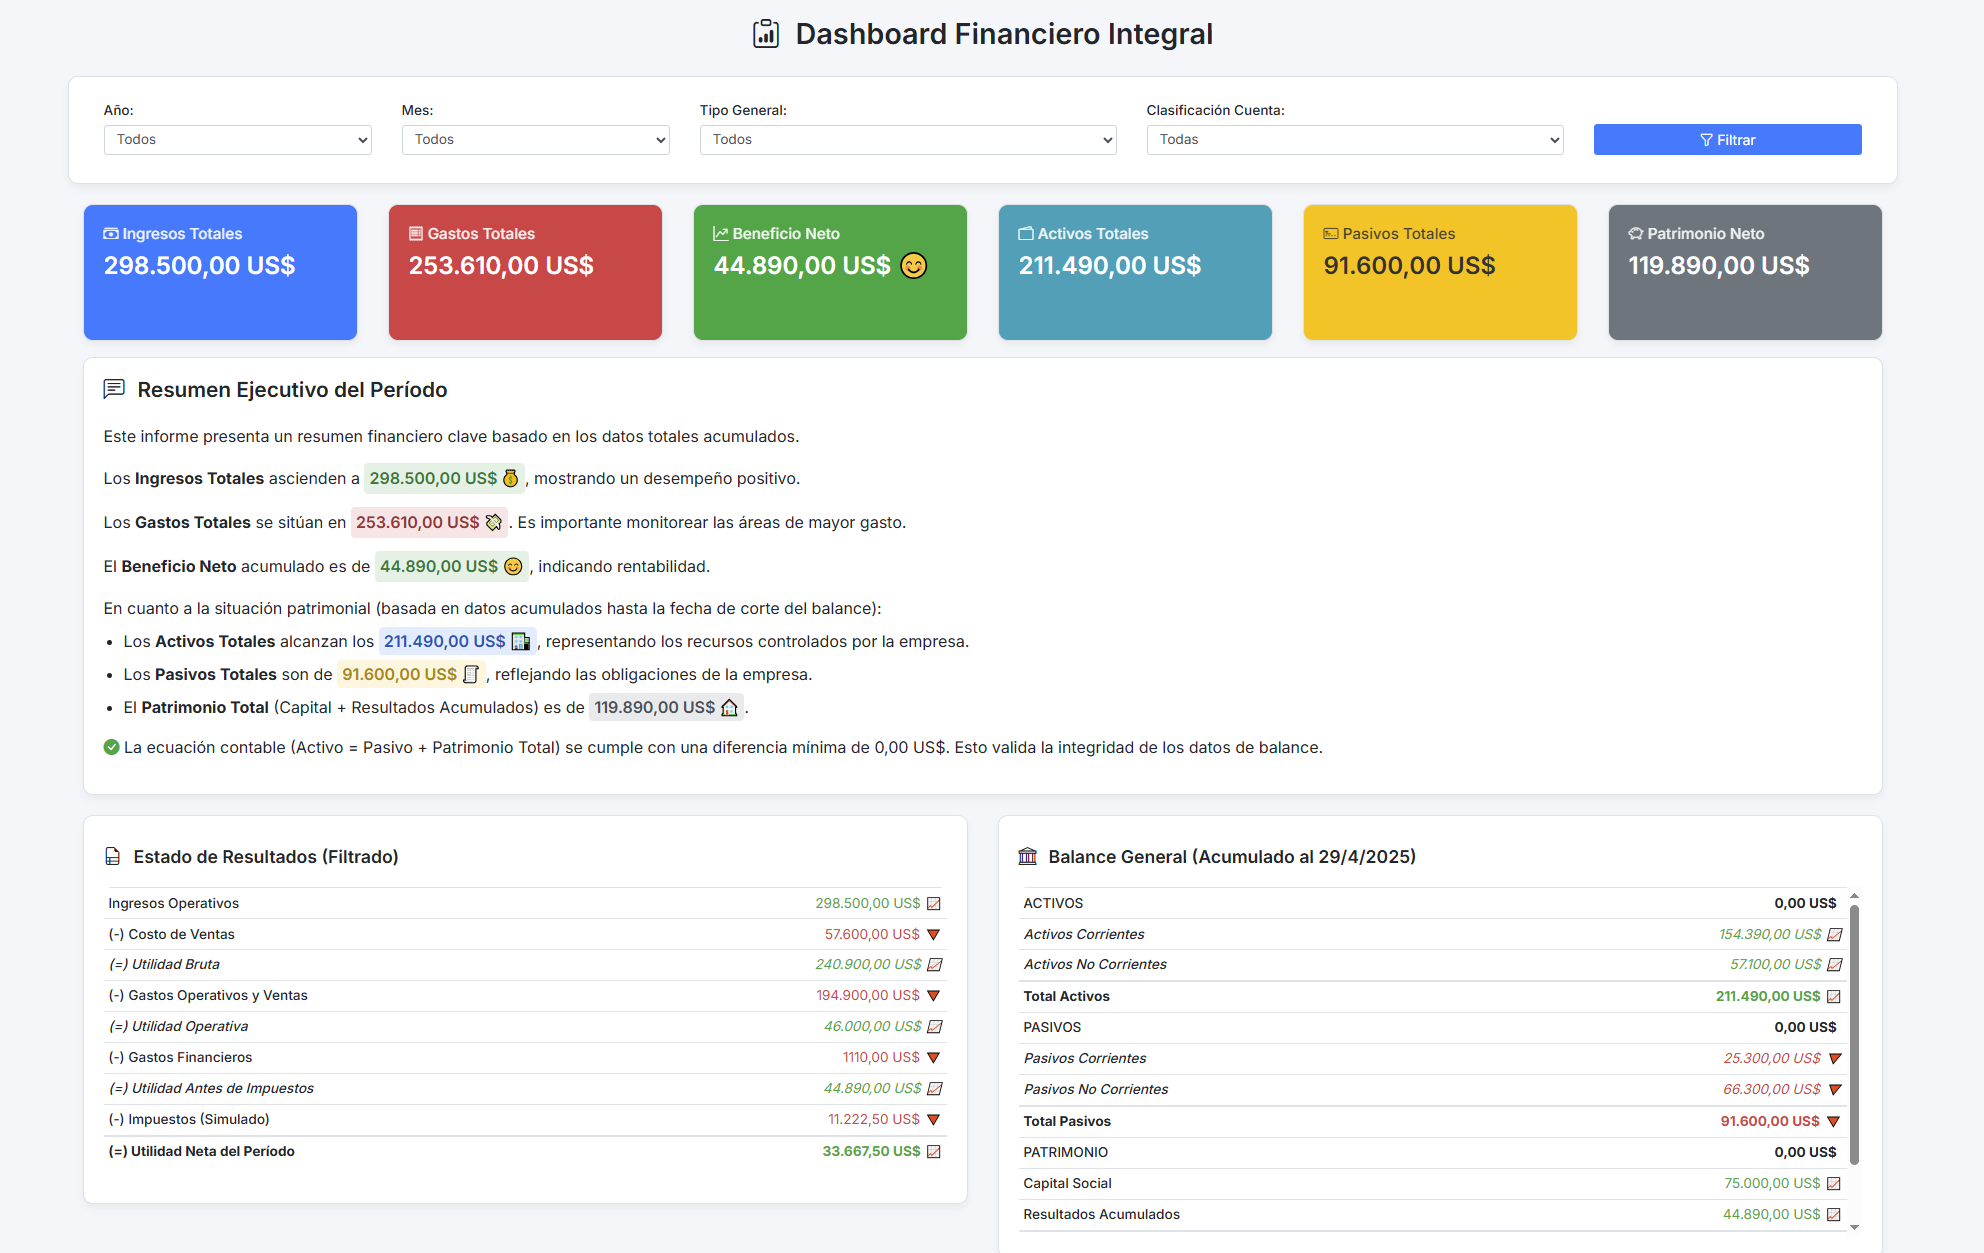 Dashboard Financiero Integral
Año:
Todos
Mes:
Todos
Tipo General:
Todos
Clasificación Cuenta:
Todas
Filtrar
Ingresos Totales
298.500,00 US$
Gastos Totales
253.610,00 US$
Beneficio Neto
44.890,00 US$ 😊
Activos Totales
211.490,00 US$
Pasivos Totales
91.600,00 US$
Patrimonio Neto
119.890,00 US$
Resumen Ejecutivo del Período
Este informe presenta un resumen financiero clave basado en los datos totales acumulados.
Los Ingresos Totales ascienden a 298.500,00 US$ 💰, mostrando un desempeño positivo.
Los Gastos Totales se sitúan en 253.610,00 US$ 💸. Es importante monitorear las áreas de mayor gasto.
El Beneficio Neto acumulado es de 44.890,00 US$ 😊, indicando rentabilidad.
En cuanto a la situación patrimonial (basada en datos acumulados hasta la fecha de corte del balance):
• Los Activos Totales alcanzan los 211.490,00 US$ 🏢, representando los recursos controlados por la empresa.
• Los Pasivos Totales son de 91.600,00 US$ 🧾, reflejando las obligaciones de la empresa.
• El Patrimonio Total (Capital + Resultados Acumulados) es de 119.890,00 US$ 🏠.
La ecuación contable (Activo = Pasivo + Patrimonio Total) se cumple con una diferencia mínima de 0,00 US$. Esto valida la integridad de los datos de balance.
Estado de Resultados (Filtrado)
Ingresos Operativos 298.500,00 US$ 📈
(-) Costo de Ventas 57.600,00 US$ 🔻
(=) Utilidad Bruta 240.900,00 US$ 📈
(-) Gastos Operativos y Ventas 194.900,00 US$ 🔻
(=) Utilidad Operativa 46.000,00 US$ 📈
(-) Gastos Financieros 1110,00 US$ 🔻
(=) Utilidad Antes de Impuestos 44.890,00 US$ 📈
(-) Impuestos (Simulado) 11.222,50 US$ 🔻
(=) Utilidad Neta del Período 33.667,50 US$ 📈
Balance General (Acumulado al 29/4/2025)
ACTIVOS 0,00 US$
Activos Corrientes 154.390,00 US$ 📈
Activos No Corrientes 57.100,00 US$ 📈
Total Activos 211.490,00 US$ 📈
PASIVOS 0,00 US$
Pasivos Corrientes 25.300,00 US$ 🔻
Pasivos No Corrientes 66.300,00 US$ 🔻
Total Pasivos 91.600,00 US$ 🔻
PATRIMONIO 0,00 US$
Capital Social 75.000,00 US$ 📈
Resultados Acumulados 44.890,00 US$ 📈